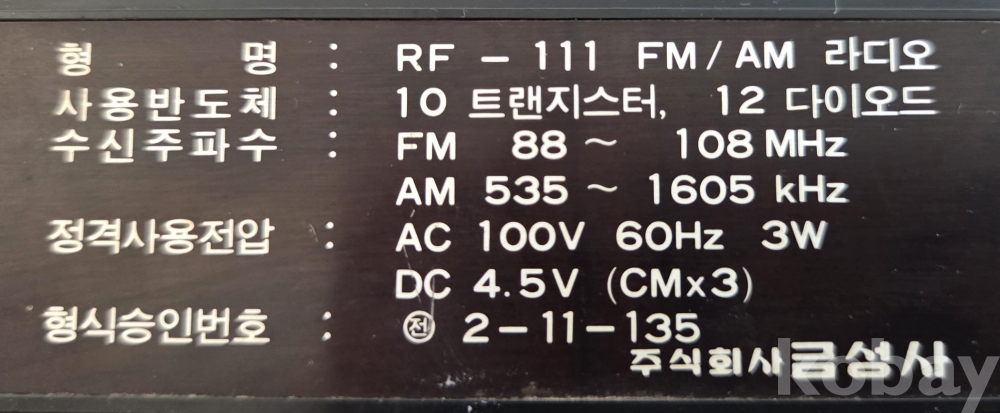 형 명 : RF - 111 FM/AM 라디오
사용반도체 : 10 트랜지스터, 12 다이오드
수신주파수 : FM 88 ~ 108 MHz
AM 535 ~ 1605 kHz
정격사용전압 : AC 100V 60Hz 3W
DC 4.5V (CMx3)
형식승인번호 : ㉄ 2-11-135
주식회사 금성사
kobay